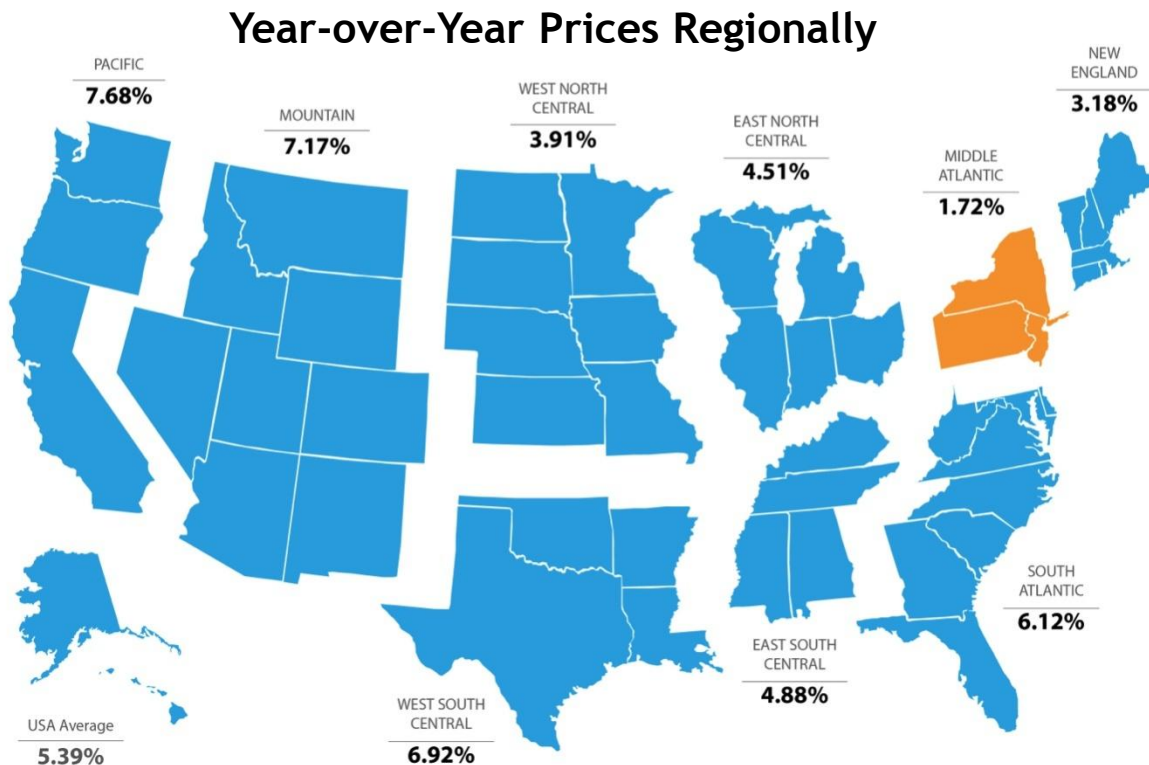 Year-over-Year Prices Regionally
PACIFIC
7.68%
MOUNTAIN
7.17%
WEST NORTH
CENTRAL
3.91%
EAST NORTH
CENTRAL
4.51%
MIDDLE
ATLANTIC
1.72%
NEW
ENGLAND
3.18%
USA Average
5.39%
WEST SOUTH
CENTRAL
6.92%
EAST SOUTH
CENTRAL
4.88%
SOUTH
ATLANTIC
6.12%